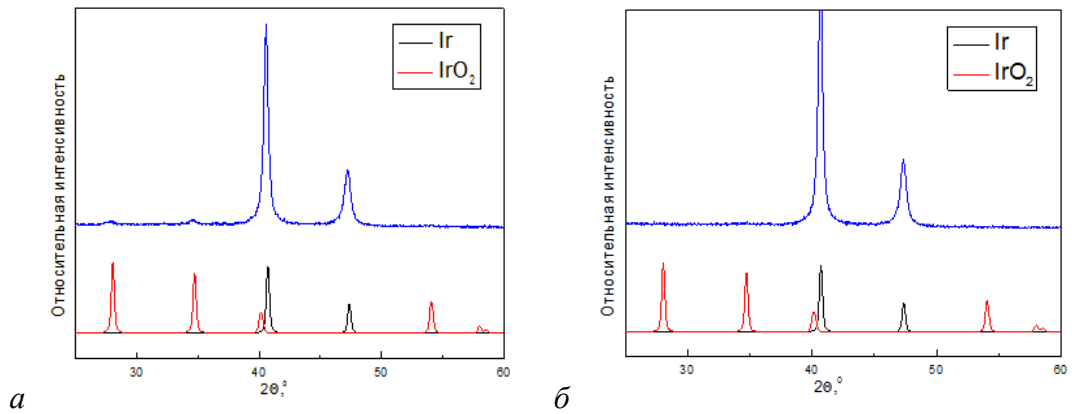 Относительная интенсивность
Ir
IrO₂
30
40
50
60
2Θ,°
а
Относительная интенсивность
Ir
IrO₂
30
40
50
60
2Θ,°
б